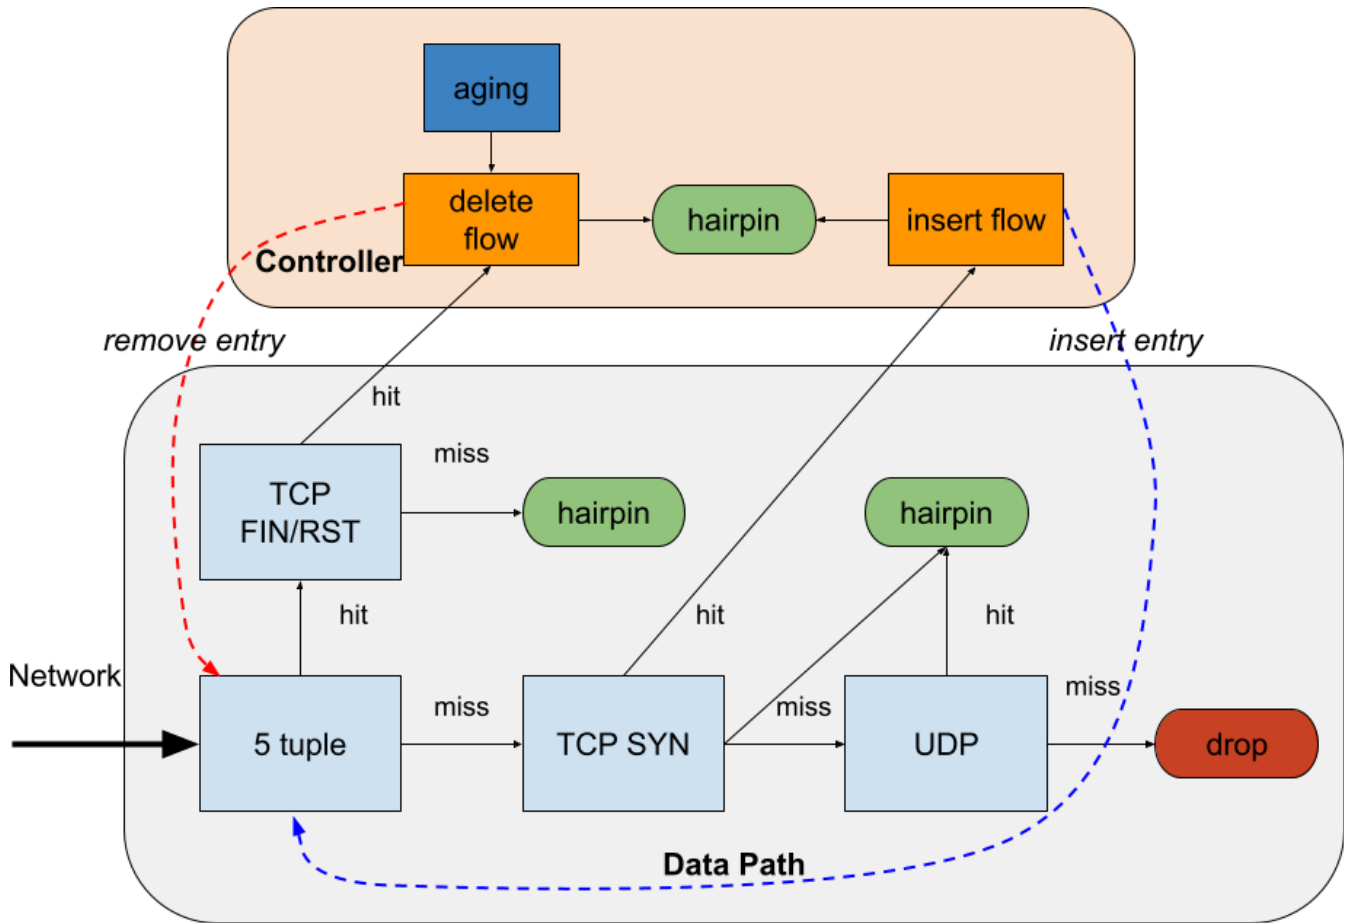 aging
delete
flow
hairpin
insert flow
Controller
remove entry
insert entry
hit
miss
TCP
FIN/RST
hairpin
hairpin
hit
hit
hit
Network
miss
miss
miss
5 tuple
TCP SYN
UDP
drop
Data Path